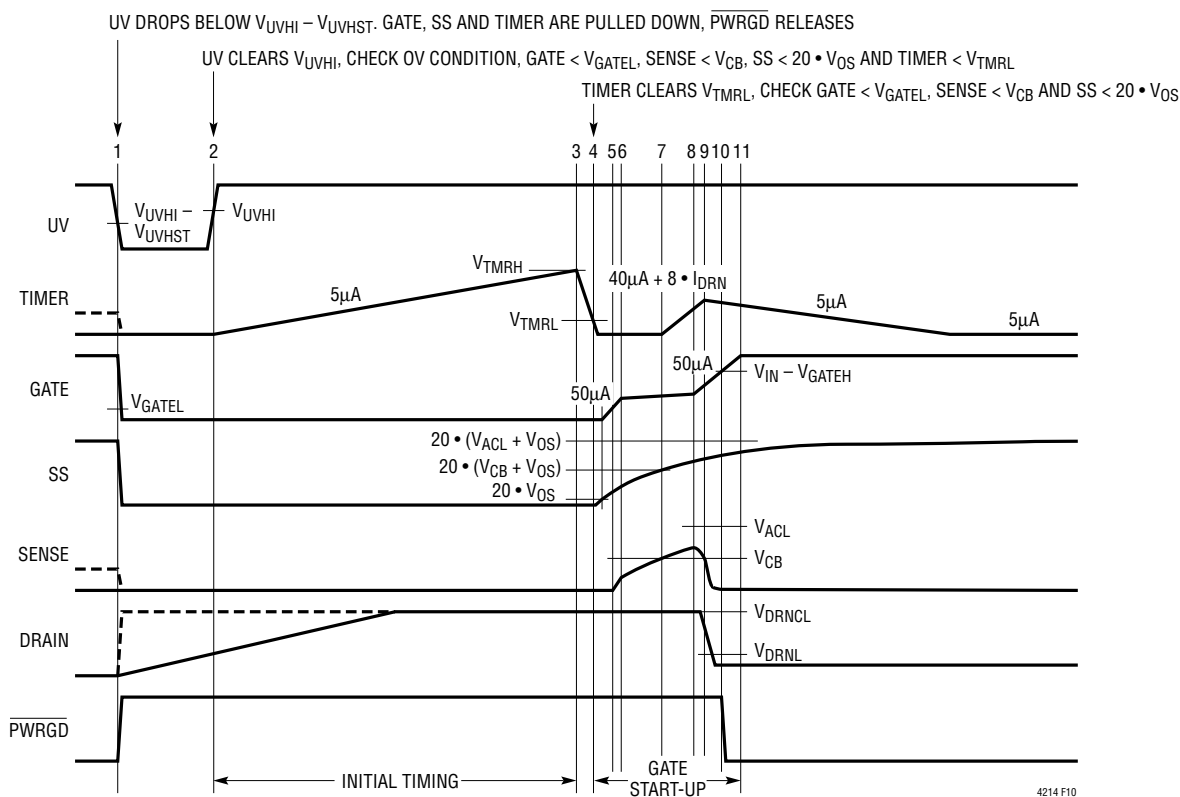 UV DROPS BELOW VUVHI – VUVHST. GATE, SS AND TIMER ARE PULLED DOWN, PWRGD RELEASES
UV CLEARS VUVHI, CHECK OV CONDITION, GATE < VGATEL, SENSE < VCB, SS < 20 • VOS AND TIMER < VTMRL
TIMER CLEARS VTMRL, CHECK GATE < VGATEL, SENSE < VCB AND SS < 20 • VOS
1 2 3 4 5 6 7 8 9 10 11
UV
VUVHI –
VUVHST
VUVHI
TIMER
5µA
VTMRH
VTMRL
40µA + 8 • IDRN
5µA
5µA
GATE
VGATEL
50µA
50µA
VIN – VGATEH
SS
20 • (VACL + VOS)
20 • (VCB + VOS)
20 • VOS
SENSE
VACL
VCB
DRAIN
VDRNCL
VDRNL
PWRGD
INITIAL TIMING
GATE
START-UP
4214 F10